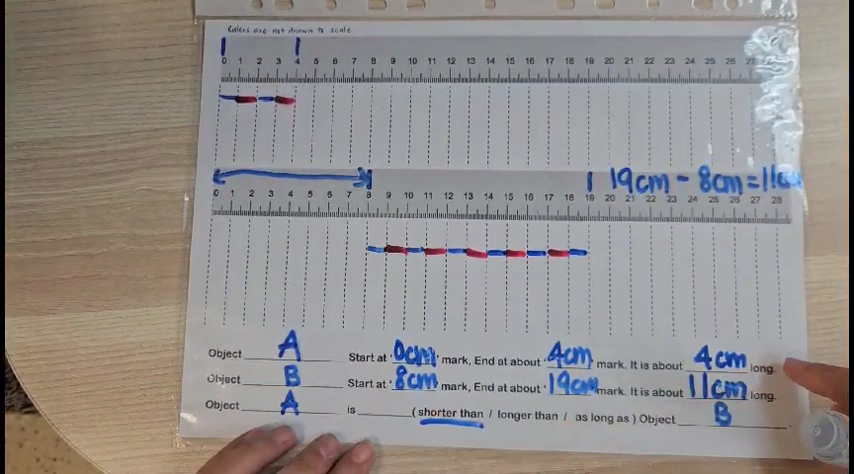 Rulers are not drawn to scale
0 1 2 3 4 5 6 7 8 9 10 11 12 13 14 15 16 17 18 19 20 21 22 23 24 25 26 27
19cm - 8cm = 11cm
0 1 2 3 4 5 6 7 8 9 10 11 12 13 14 15 16 17 18 19 20 21 22 23 24 25 26 27 28
Object A Start at '0cm' mark, End at about '4cm mark. It is about 4cm long.
Object B Start at '8cm mark, End at about '19cm mark. It is about 11cm long.
Object A is ______ ( shorter than / longer than / as long as ) Object B.